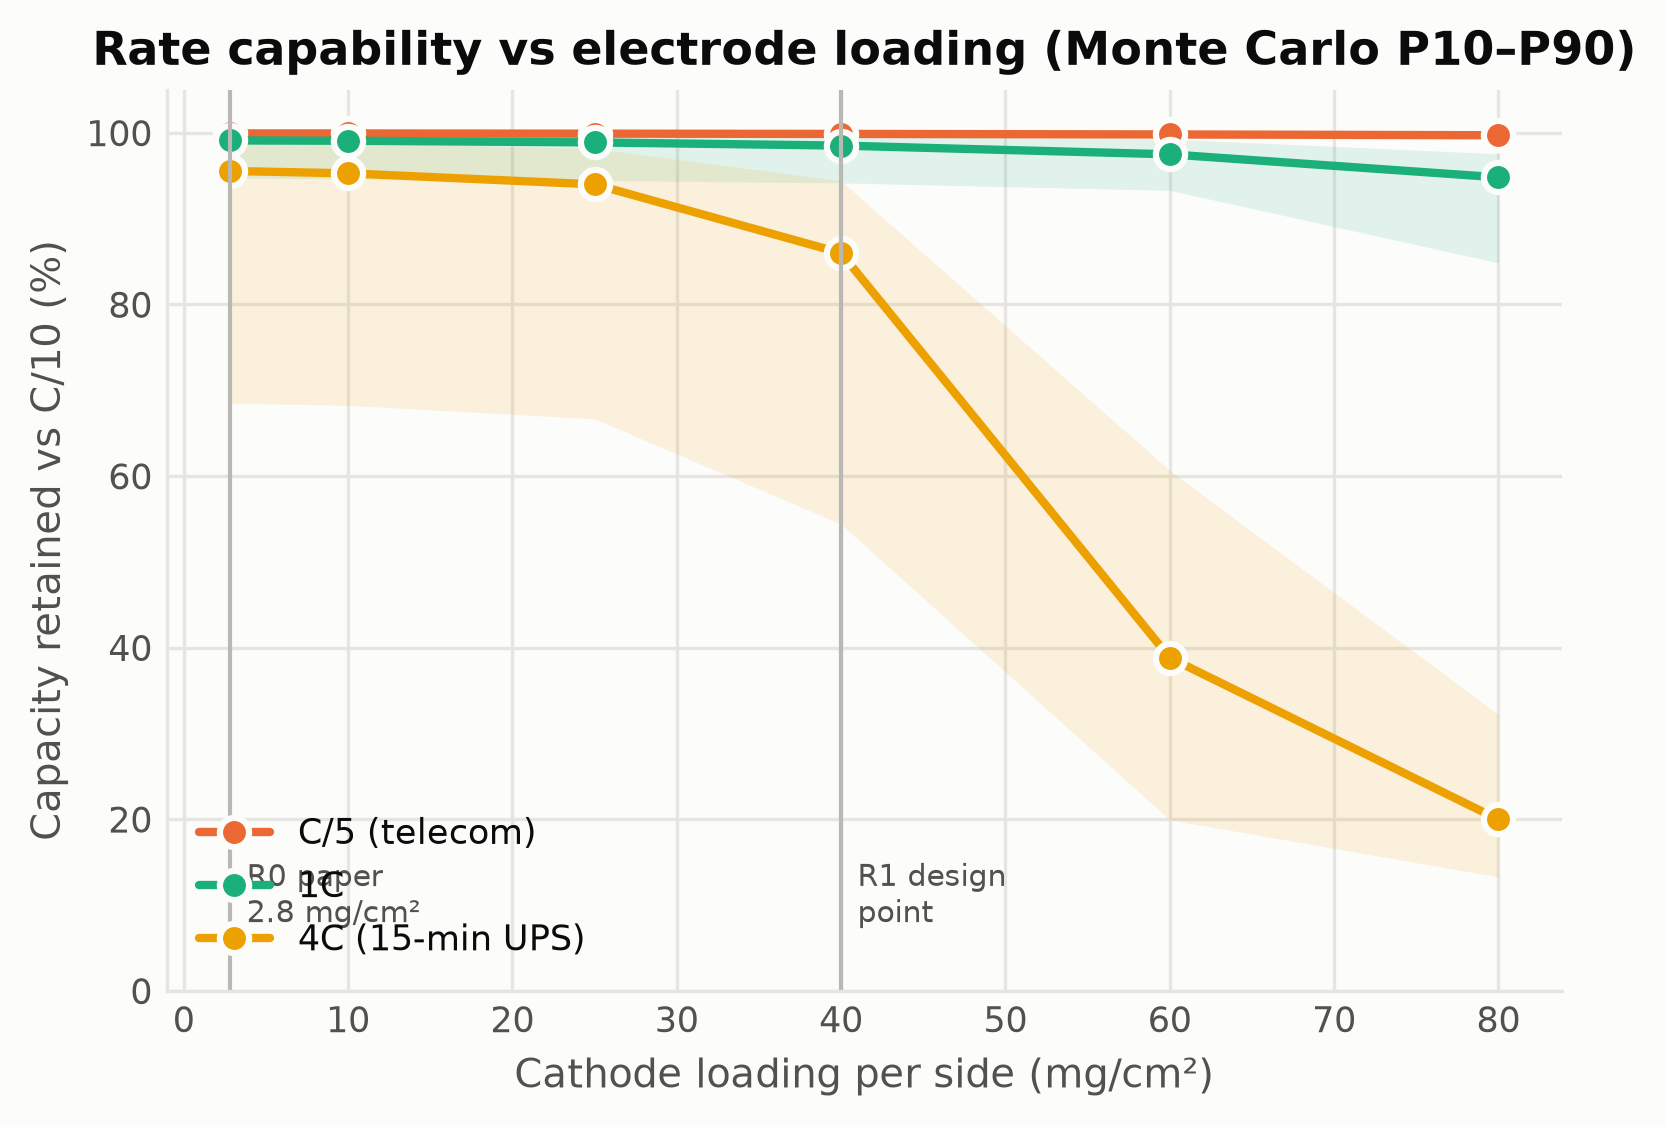 Rate capability vs electrode loading (Monte Carlo P10–P90)
Capacity retained vs C/10 (%)
100
80
60
40
20
0
C/5 (telecom)
R0 paper
1C
2.8 mg/cm²
4C (15-min UPS)
R1 design
point
0 10 20 30 40 50 60 70 80
Cathode loading per side (mg/cm²)